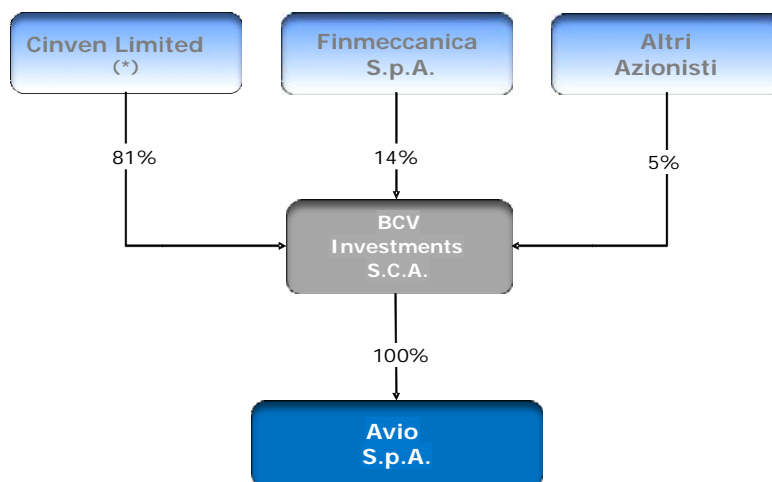 Cinven Limited
(*)
Finmeccanica
S.p.A.
Altri
Azionisti
81%
14%
5%
BCV
Investments
S.C.A.
100%
Avio
S.p.A.